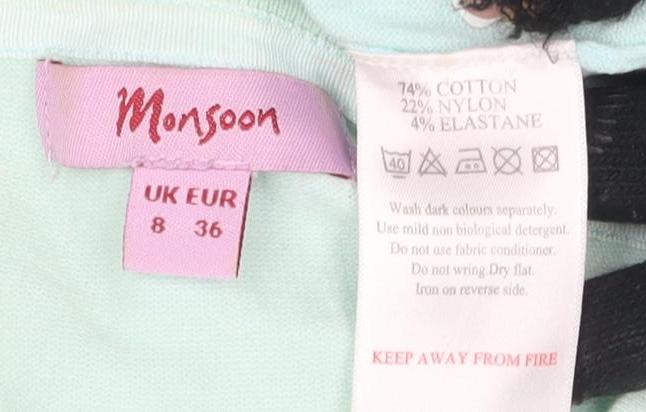 Monsoon
UK EUR
8 36
74% COTTON
22% NYLON
4% ELASTANE
40
Wash dark colours separately.
Use mild non biological detergent.
Do not use fabric conditioner.
Do not wring.Dry flat.
Iron on reverse side.
KEEP AWAY FROM FIRE